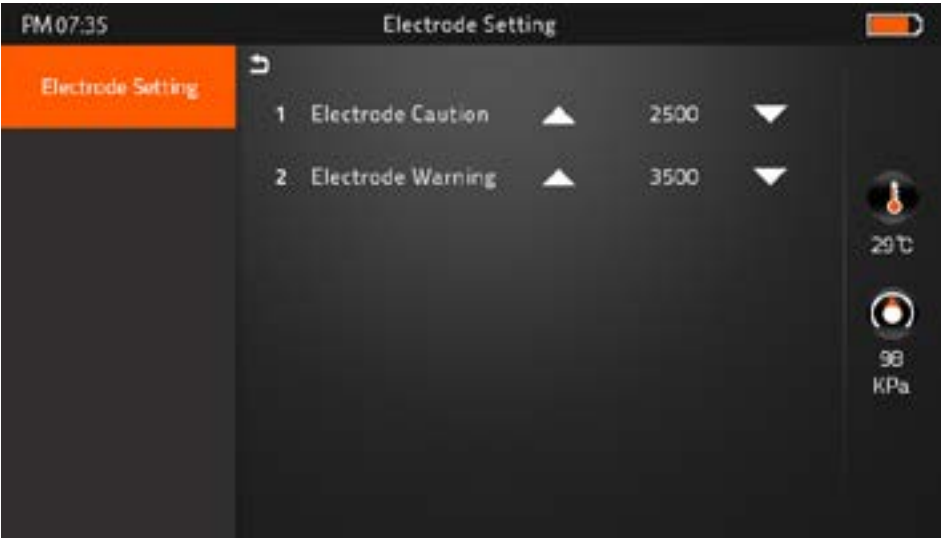 PM 07:35 Electrode Setting
Electrode Setting
1 Electrode Caution 2500
2 Electrode Warning 3500
29℃
98
KPa